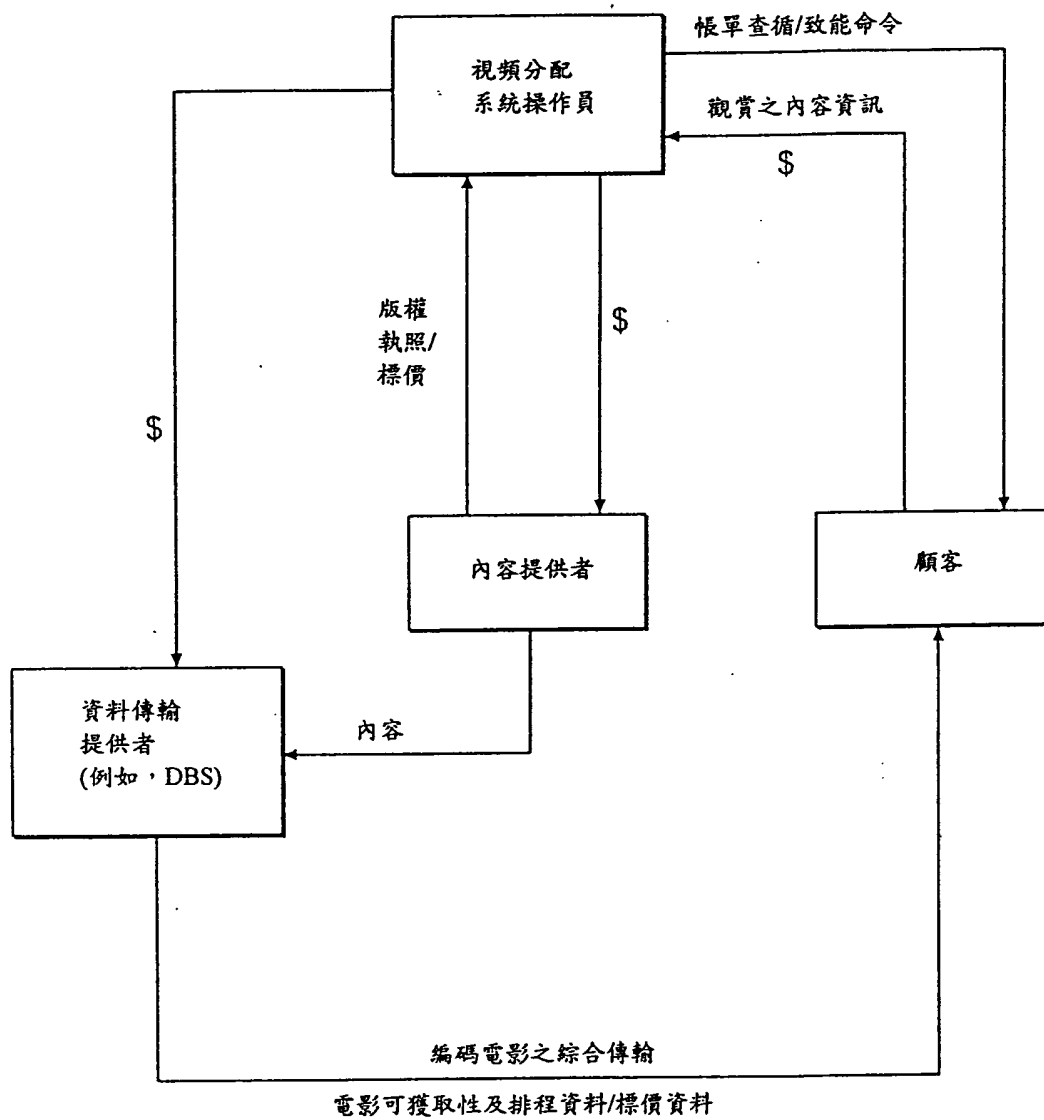 帳單查循/致能命令
視頻分配
系統操作員
觀賞之內容資訊
$
版權
執照/
標價
$
$
內容提供者
顧客
資料傳輸
提供者
(例如，DBS)
內容
編碼電影之綜合傳輸
電影可獲取性及排程資料/標價資料